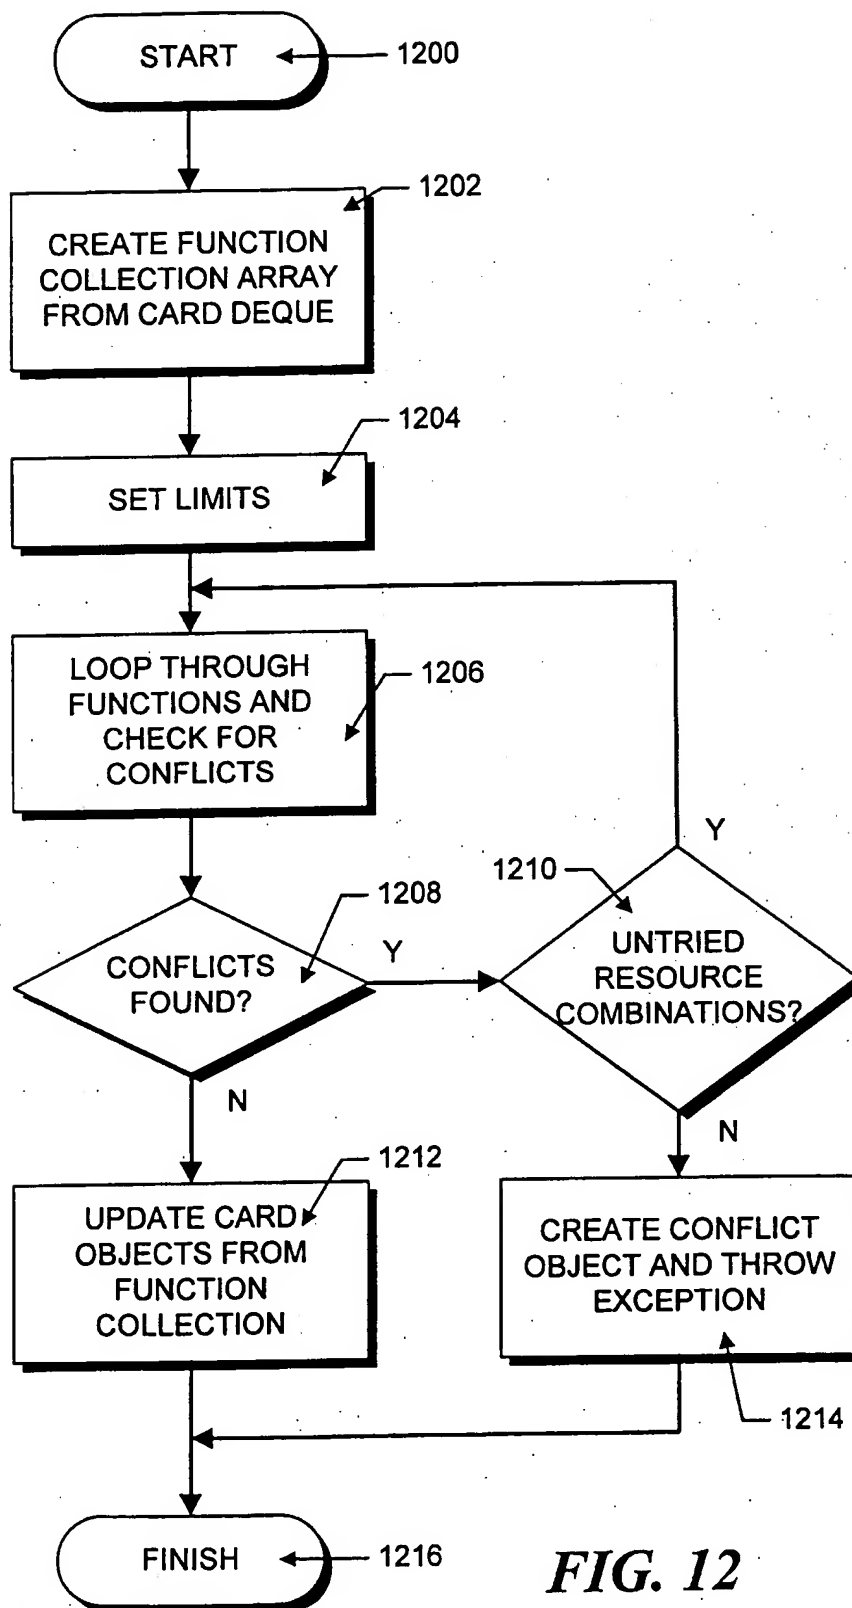 START
1200
1202
CREATE FUNCTION
COLLECTION ARRAY
FROM CARD DEQUE
1204
SET LIMITS
LOOP THROUGH
FUNCTIONS AND
CHECK FOR
CONFLICTS
1206
Y
1210
1208
CONFLICTS
FOUND?
Y
UNTRIED
RESOURCE
COMBINATIONS?
N
N
1212
UPDATE CARD
OBJECTS FROM
FUNCTION
COLLECTION
CREATE CONFLICT
OBJECT AND THROW
EXCEPTION
1214
FINISH
1216
FIG. 12